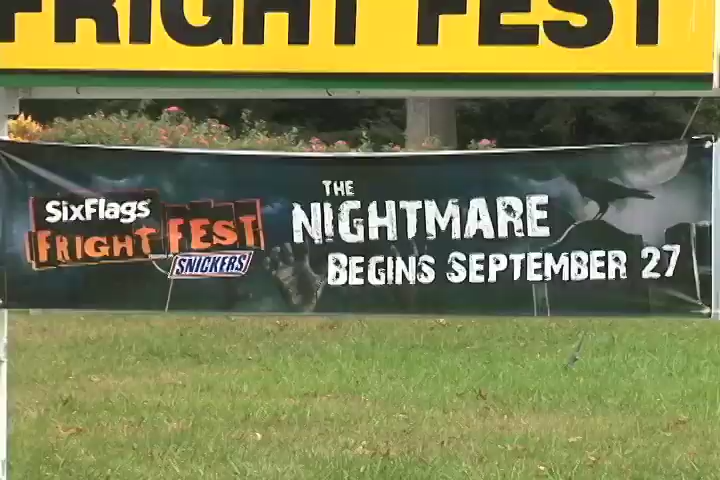 FRIGHT FEST
SixFlags
FRIGHT FEST
SNICKERS
THE
NIGHTMARE
BEGINS SEPTEMBER 27